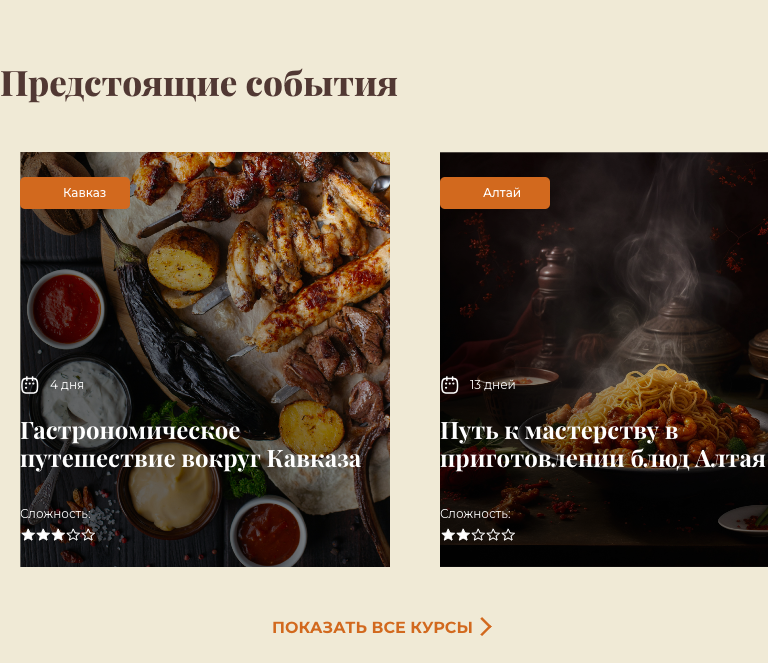 Предстоящие события
Кавказ
4 дня
Гастрономическое
путешествие вокруг Кавказа
Сложность:
Алтай
13 дней
Путь к мастерству в
приготовлении блюд Алтая
Сложность:
ПОКАЗАТЬ ВСЕ КУРСЫ